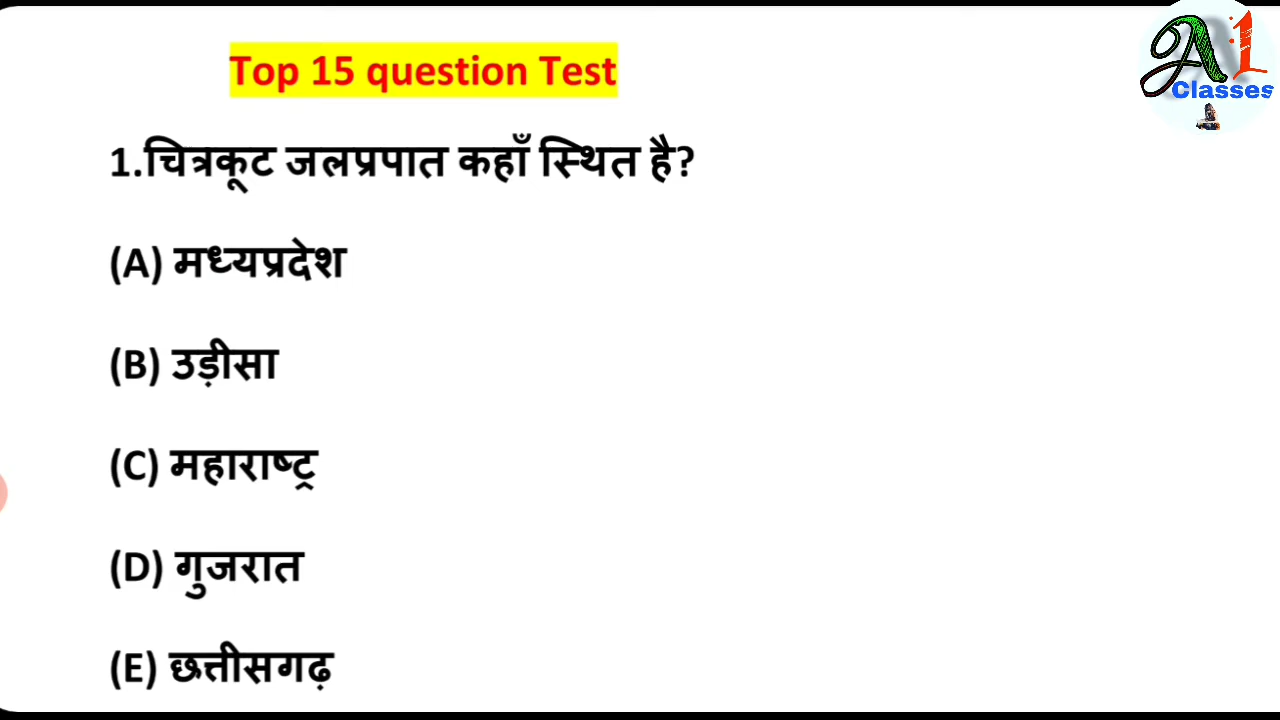 Top 15 question Test
A1
Classes
1.चित्रकूट जलप्रपात कहाँ स्थित है?
(A) मध्यप्रदेश
(B) उड़ीसा
(C) महाराष्ट्र
(D) गुजरात
(E) छत्तीसगढ़